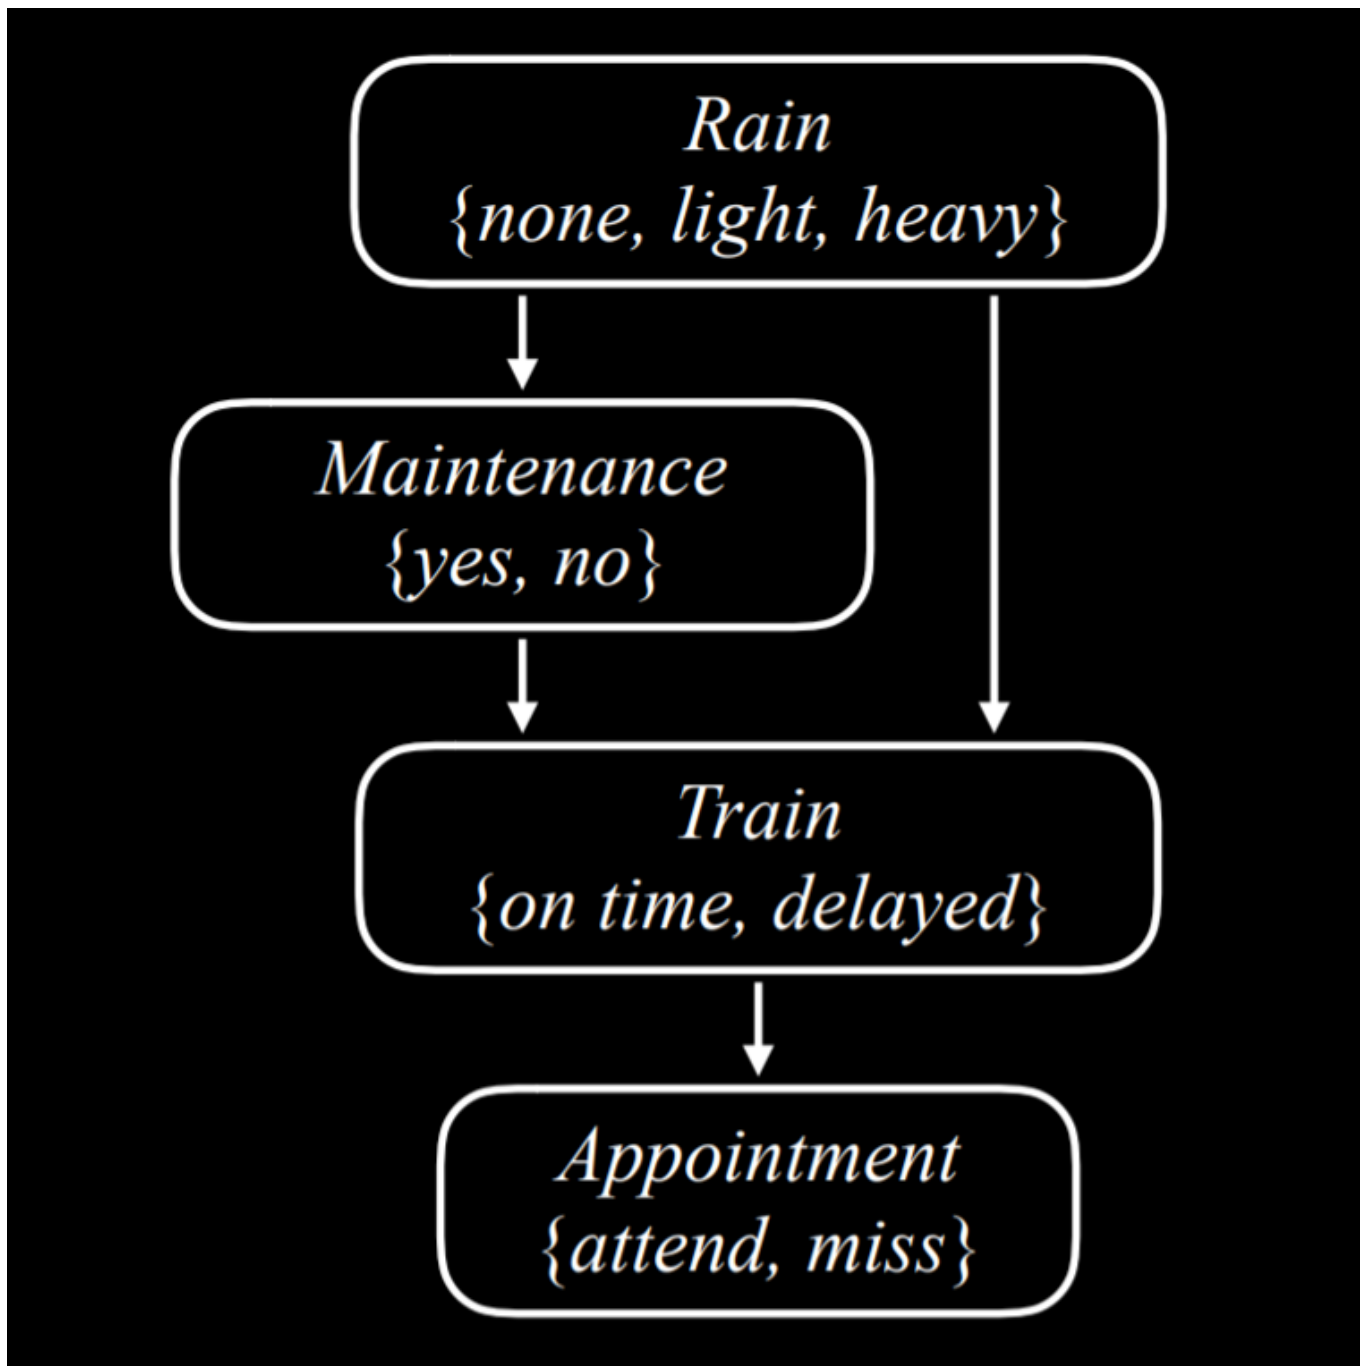 Rain
{none, light, heavy}
Maintenance
{yes, no}
Train
{on time, delayed}
Appointment
{attend, miss}